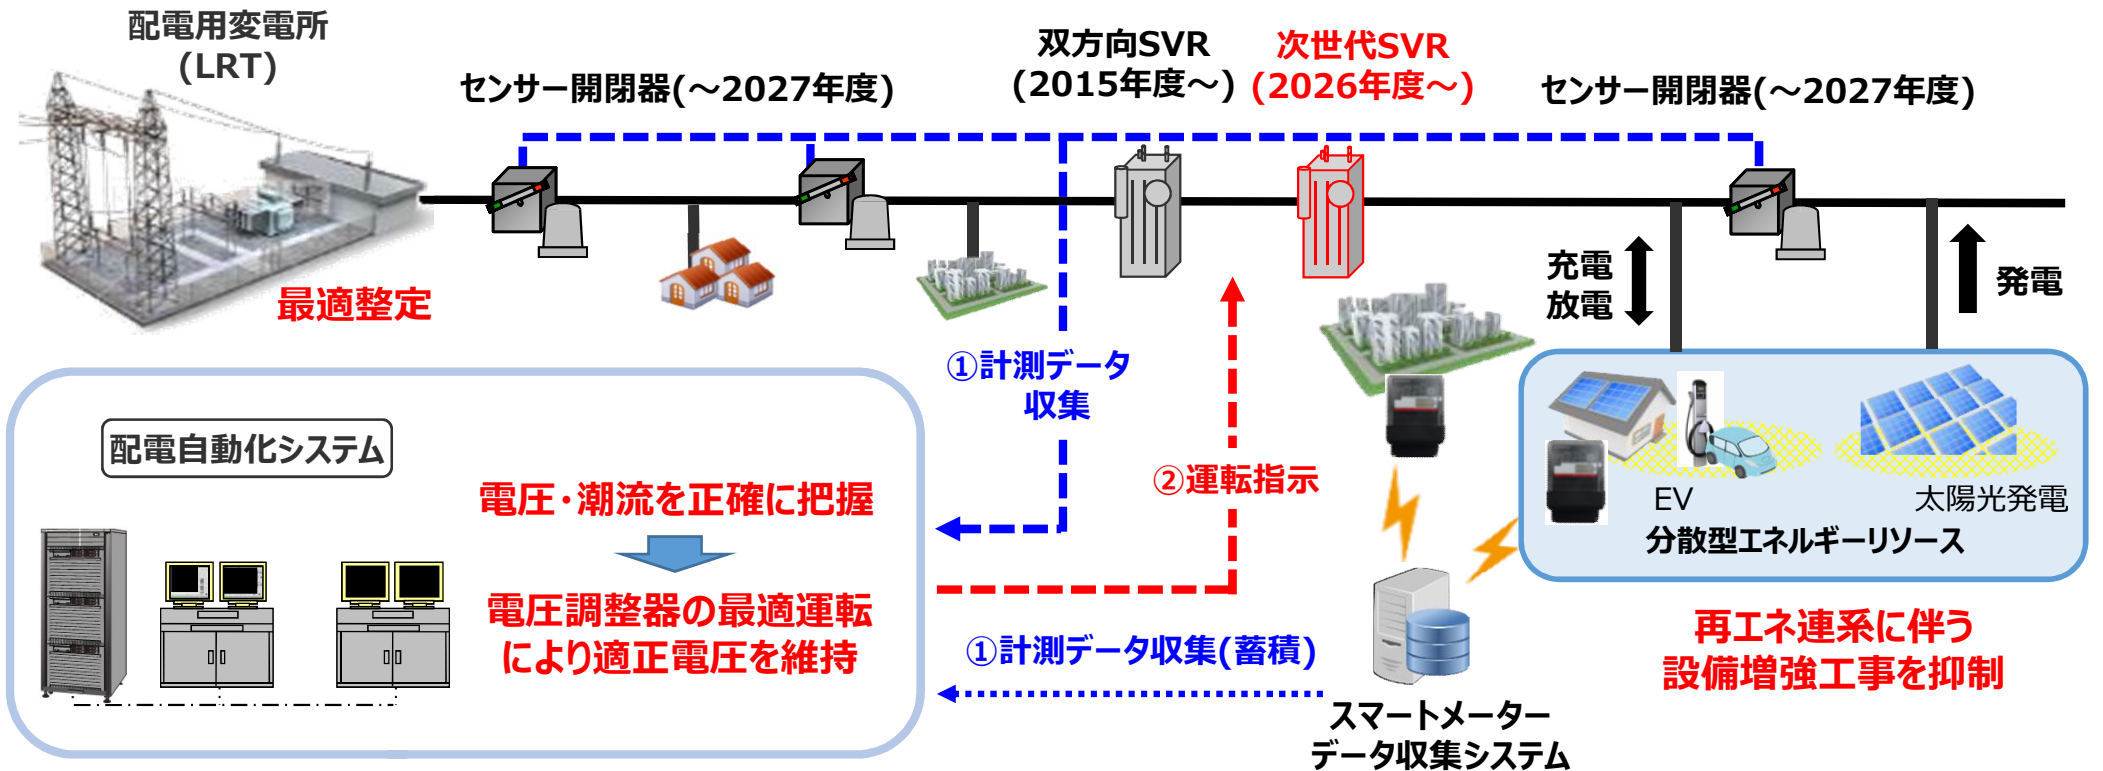 配電用変電所
(LRT)
センサー開閉器(～2027年度)
双方向SVR
(2015年度～)
次世代SVR
(2026年度～)
センサー開閉器(～2027年度)
最適整定
充電
放電
発電
①計測データ
収集
配電自動化システム
電圧・潮流を正確に把握
電圧調整器の最適運転
により適正電圧を維持
②運転指示
①計測データ収集(蓄積)
EV
太陽光発電
分散型エネルギーリソース
再エネ連系に伴う
設備増強工事を抑制
スマートメーター
データ収集システム